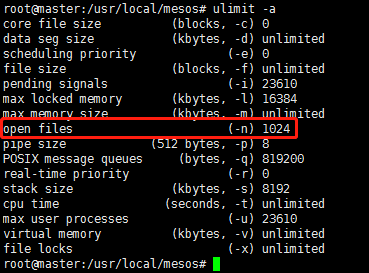 root@master:/usr/local/mesos# ulimit -a
core file size (blocks, -c) 0
data seg size (kbytes, -d) unlimited
scheduling priority (-e) 0
file size (blocks, -f) unlimited
pending signals (-i) 23610
max locked memory (kbytes, -l) 16384
max memory size (kbytes, -m) unlimited
open files (-n) 1024
pipe size (512 bytes, -p) 8
POSIX message queues (bytes, -q) 819200
real-time priority (-r) 0
stack size (kbytes, -s) 8192
cpu time (seconds, -t) unlimited
max user processes (-u) 23610
virtual memory (kbytes, -v) unlimited
file locks (-x) unlimited
root@master:/usr/local/mesos#